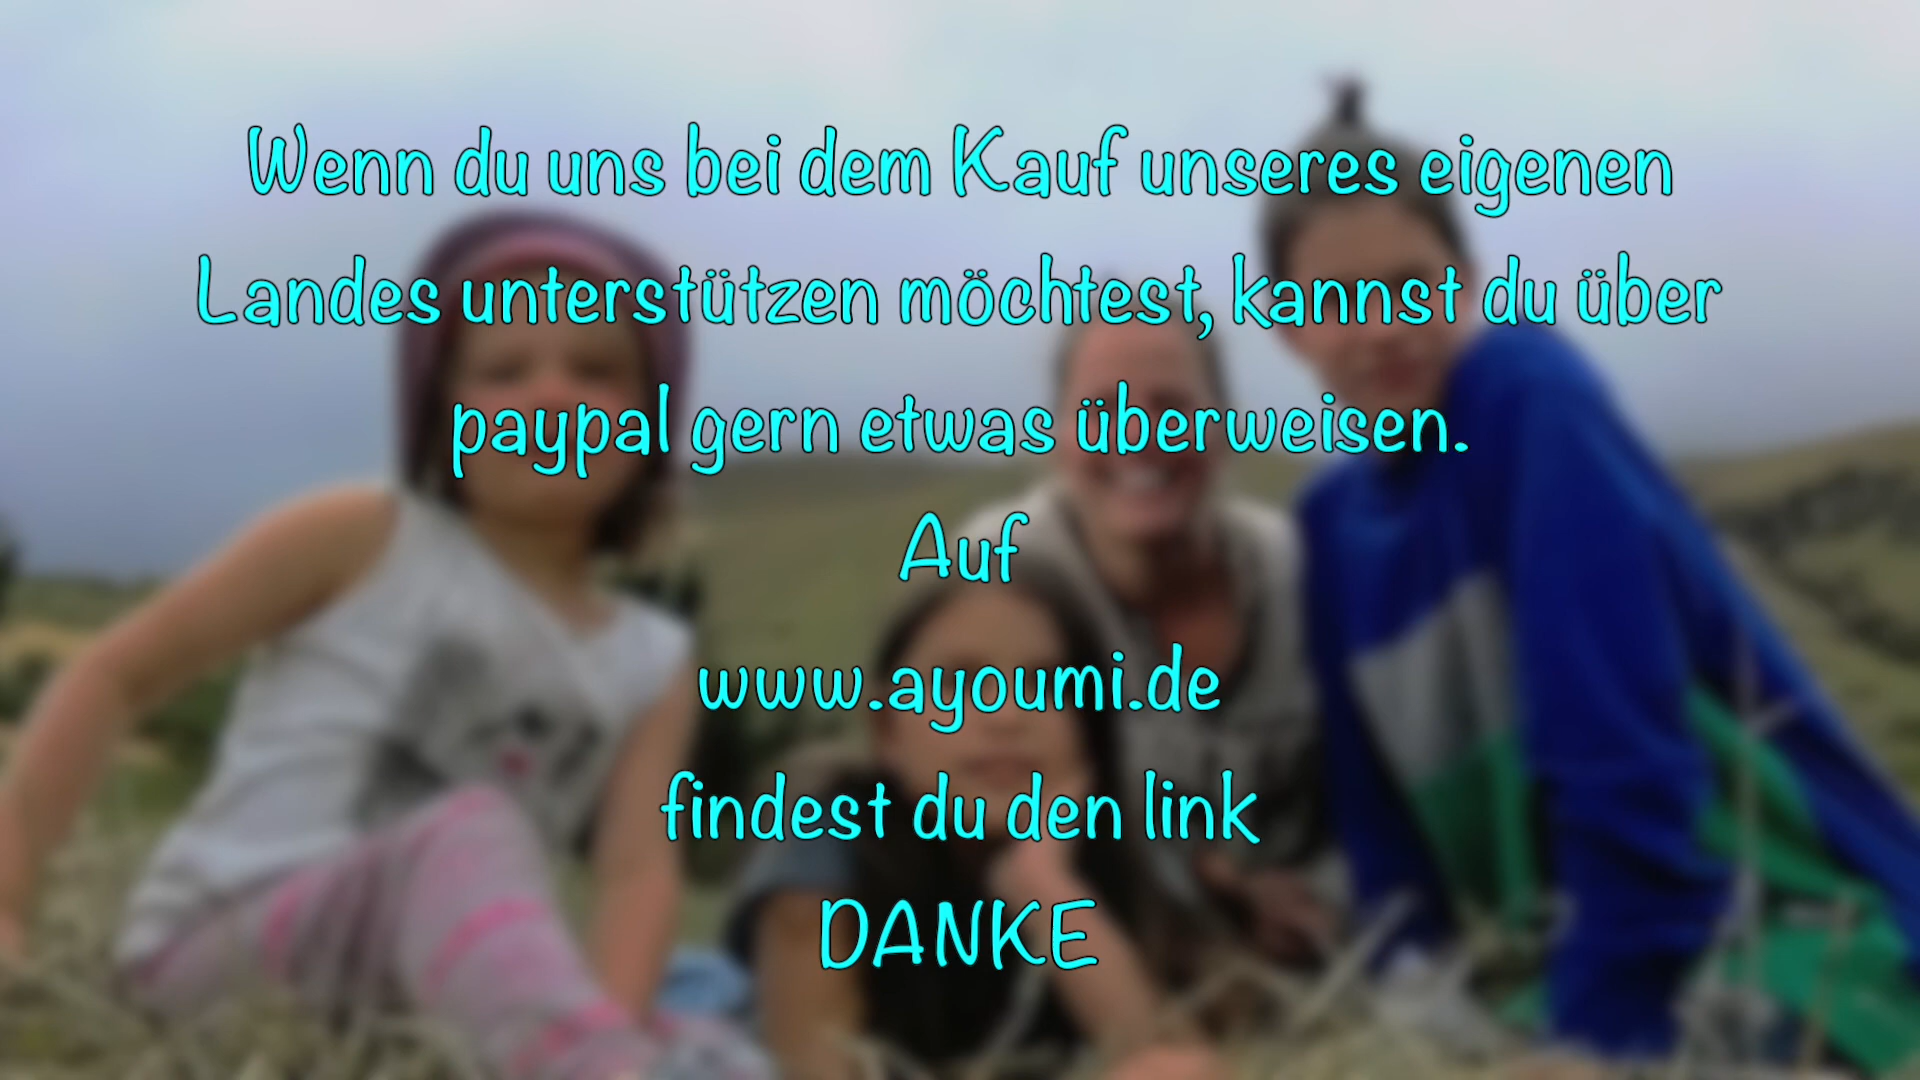 Wenn du uns bei dem Kauf unseres eigenen
Landes unterstützen möchtest, kannst du über
paypal gern etwas überweisen.
Auf
www.ayoumi.de
findest du den link
DANKE